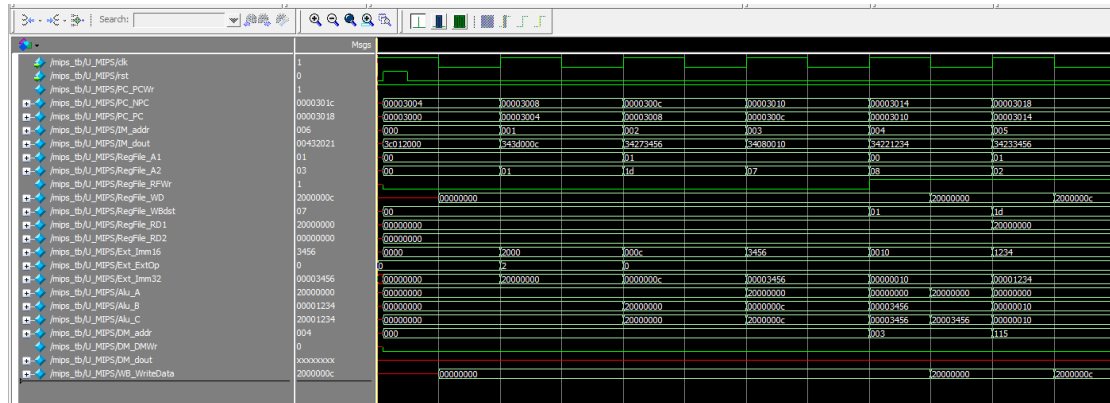 Search:
Msgs
/mips_tb/U_MIPS/clk 1
/mips_tb/U_MIPS/rst 0
/mips_tb/U_MIPS/PC_PCWr 1
/mips_tb/U_MIPS/PC_NPC 0000301c 00003004 00003008 0000300c 00003010 00003014 00003018
/mips_tb/U_MIPS/PC_PC 00003018 00003000 00003004 00003008 0000300c 00003010 00003014
/mips_tb/U_MIPS/IM_addr 006 000 001 002 003 004 005
/mips_tb/U_MIPS/IM_dout 00432021 3c012000 343d000c 34273456 34080010 34221234 34233456
/mips_tb/U_MIPS/RegFile_A1 01 00 01 00 01
/mips_tb/U_MIPS/RegFile_A2 03 00 01 1d 07 08 02
/mips_tb/U_MIPS/RegFile_RFWr 1
/mips_tb/U_MIPS/RegFile_WD 2000000c 00000000 20000000 2000000c
/mips_tb/U_MIPS/RegFile_WBdst 07 00 01 1d
/mips_tb/U_MIPS/RegFile_RD1 20000000 00000000 20000000
/mips_tb/U_MIPS/RegFile_RD2 00000000 00000000
/mips_tb/U_MIPS/Ext_Imm16 3456 0000 2000 000c 3456 0010 1234
/mips_tb/U_MIPS/Ext_ExtOp 0 0 2 0
/mips_tb/U_MIPS/Ext_Imm32 00003456 00000000 20000000 0000000c 00003456 00000010 00001234
/mips_tb/U_MIPS/Alu_A 20000000 00000000 20000000 00000000 20000000 00000000
/mips_tb/U_MIPS/Alu_B 00001234 00000000 20000000 0000000c 00003456 00000010
/mips_tb/U_MIPS/Alu_C 20001234 00000000 20000000 2000000c 00003456 20003456 00000010
/mips_tb/U_MIPS/DM_addr 004 000 003 115
/mips_tb/U_MIPS/DM_DMWr 0
/mips_tb/U_MIPS/DM_dout xxxxxxxx
/mips_tb/U_MIPS/WB_WriteData 2000000c 00000000 20000000 2000000c